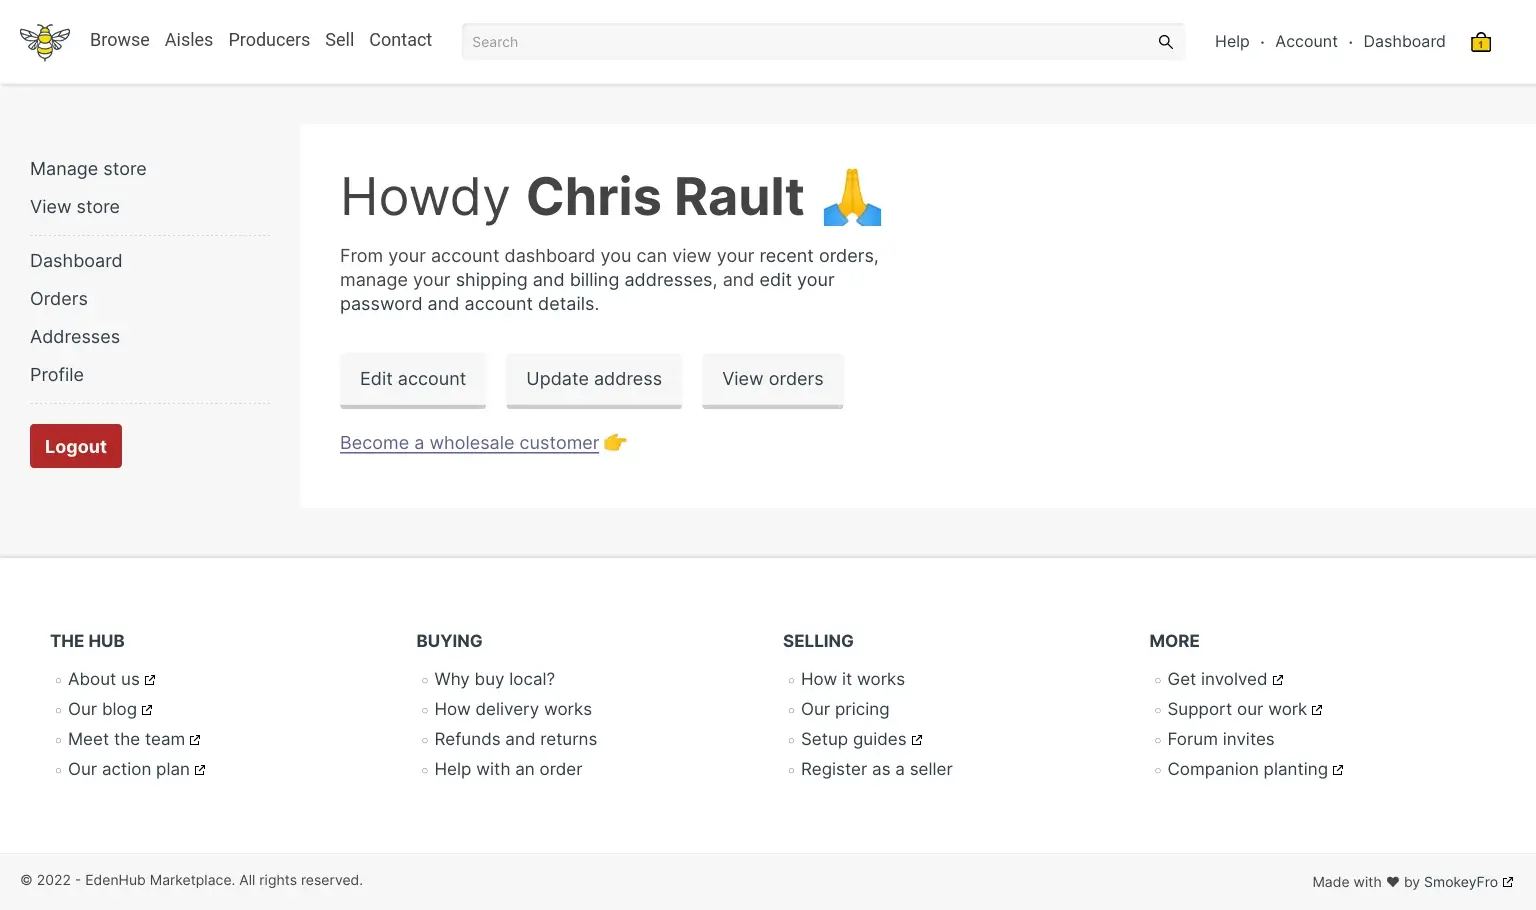 Browse Aisles Producers Sell Contact
Search
Help · Account · Dashboard
1
Manage store
View store
Dashboard
Orders
Addresses
Profile
Logout
Howdy Chris Rault 🙏
From your account dashboard you can view your recent orders,
manage your shipping and billing addresses, and edit your
password and account details.
Edit account
Update address
View orders
Become a wholesale customer 👉
THE HUB
About us
Our blog
Meet the team
Our action plan
BUYING
Why buy local?
How delivery works
Refunds and returns
Help with an order
SELLING
How it works
Our pricing
Setup guides
Register as a seller
MORE
Get involved
Support our work
Forum invites
Companion planting
© 2022 - EdenHub Marketplace. All rights reserved.
Made with ♥ by SmokeyFro